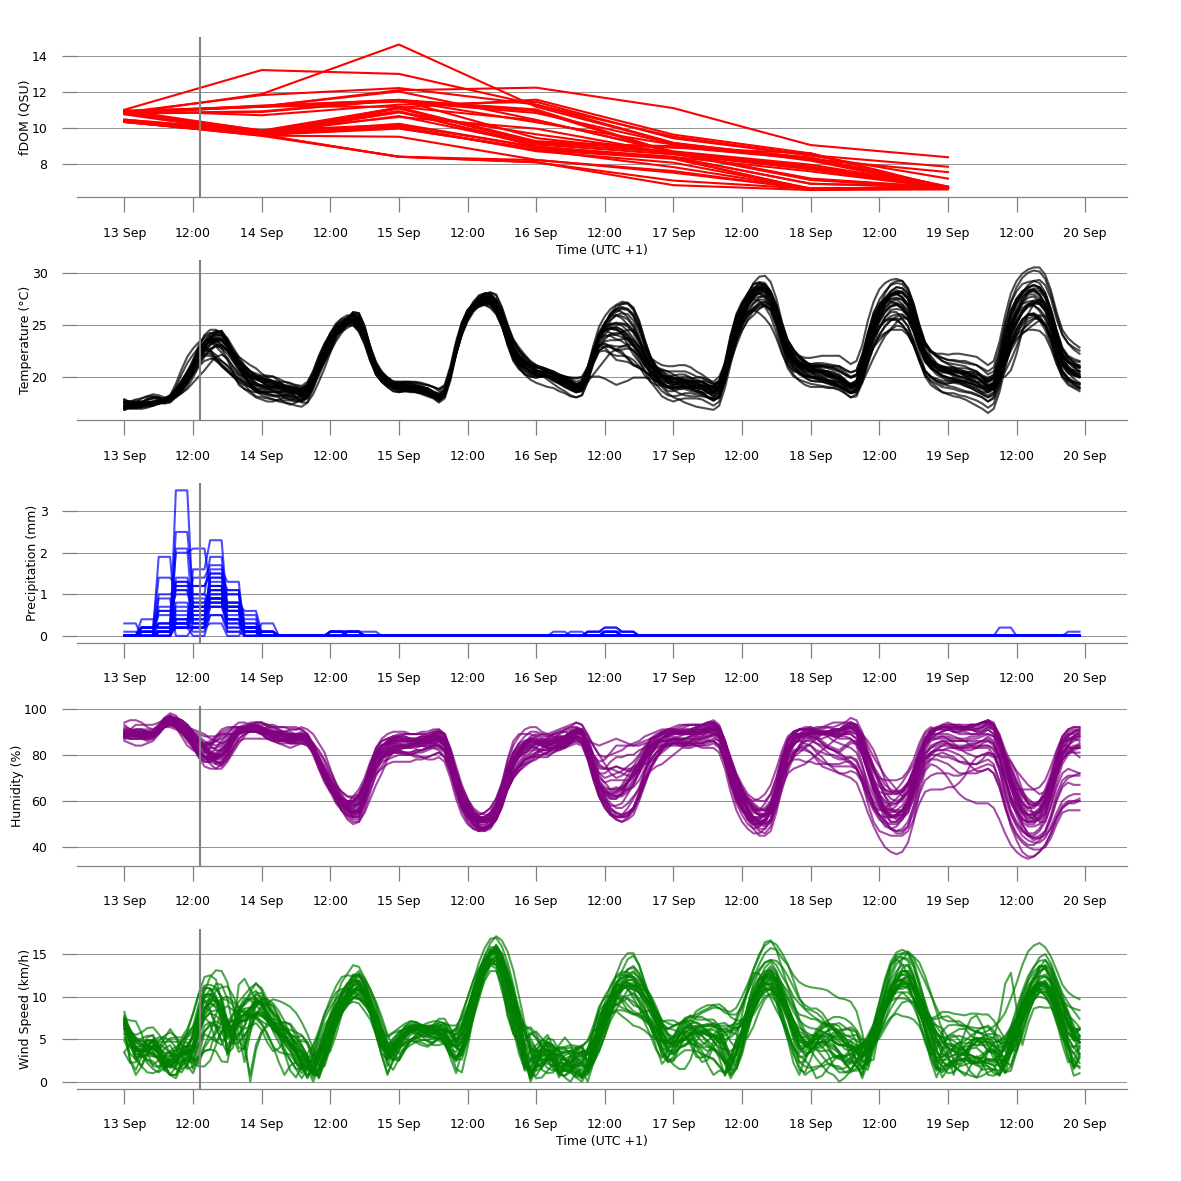 fDOM (QSU)
14
12
10
8
13 Sep 12:00 14 Sep 12:00 15 Sep 12:00 16 Sep 12:00 17 Sep 12:00 18 Sep 12:00 19 Sep 12:00 20 Sep
Time (UTC +1)
Temperature (°C)
30
25
20
13 Sep 12:00 14 Sep 12:00 15 Sep 12:00 16 Sep 12:00 17 Sep 12:00 18 Sep 12:00 19 Sep 12:00 20 Sep
Precipitation (mm)
3
2
1
0
13 Sep 12:00 14 Sep 12:00 15 Sep 12:00 16 Sep 12:00 17 Sep 12:00 18 Sep 12:00 19 Sep 12:00 20 Sep
Humidity (%)
100
80
60
40
13 Sep 12:00 14 Sep 12:00 15 Sep 12:00 16 Sep 12:00 17 Sep 12:00 18 Sep 12:00 19 Sep 12:00 20 Sep
Wind Speed (km/h)
15
10
5
0
13 Sep 12:00 14 Sep 12:00 15 Sep 12:00 16 Sep 12:00 17 Sep 12:00 18 Sep 12:00 19 Sep 12:00 20 Sep
Time (UTC +1)